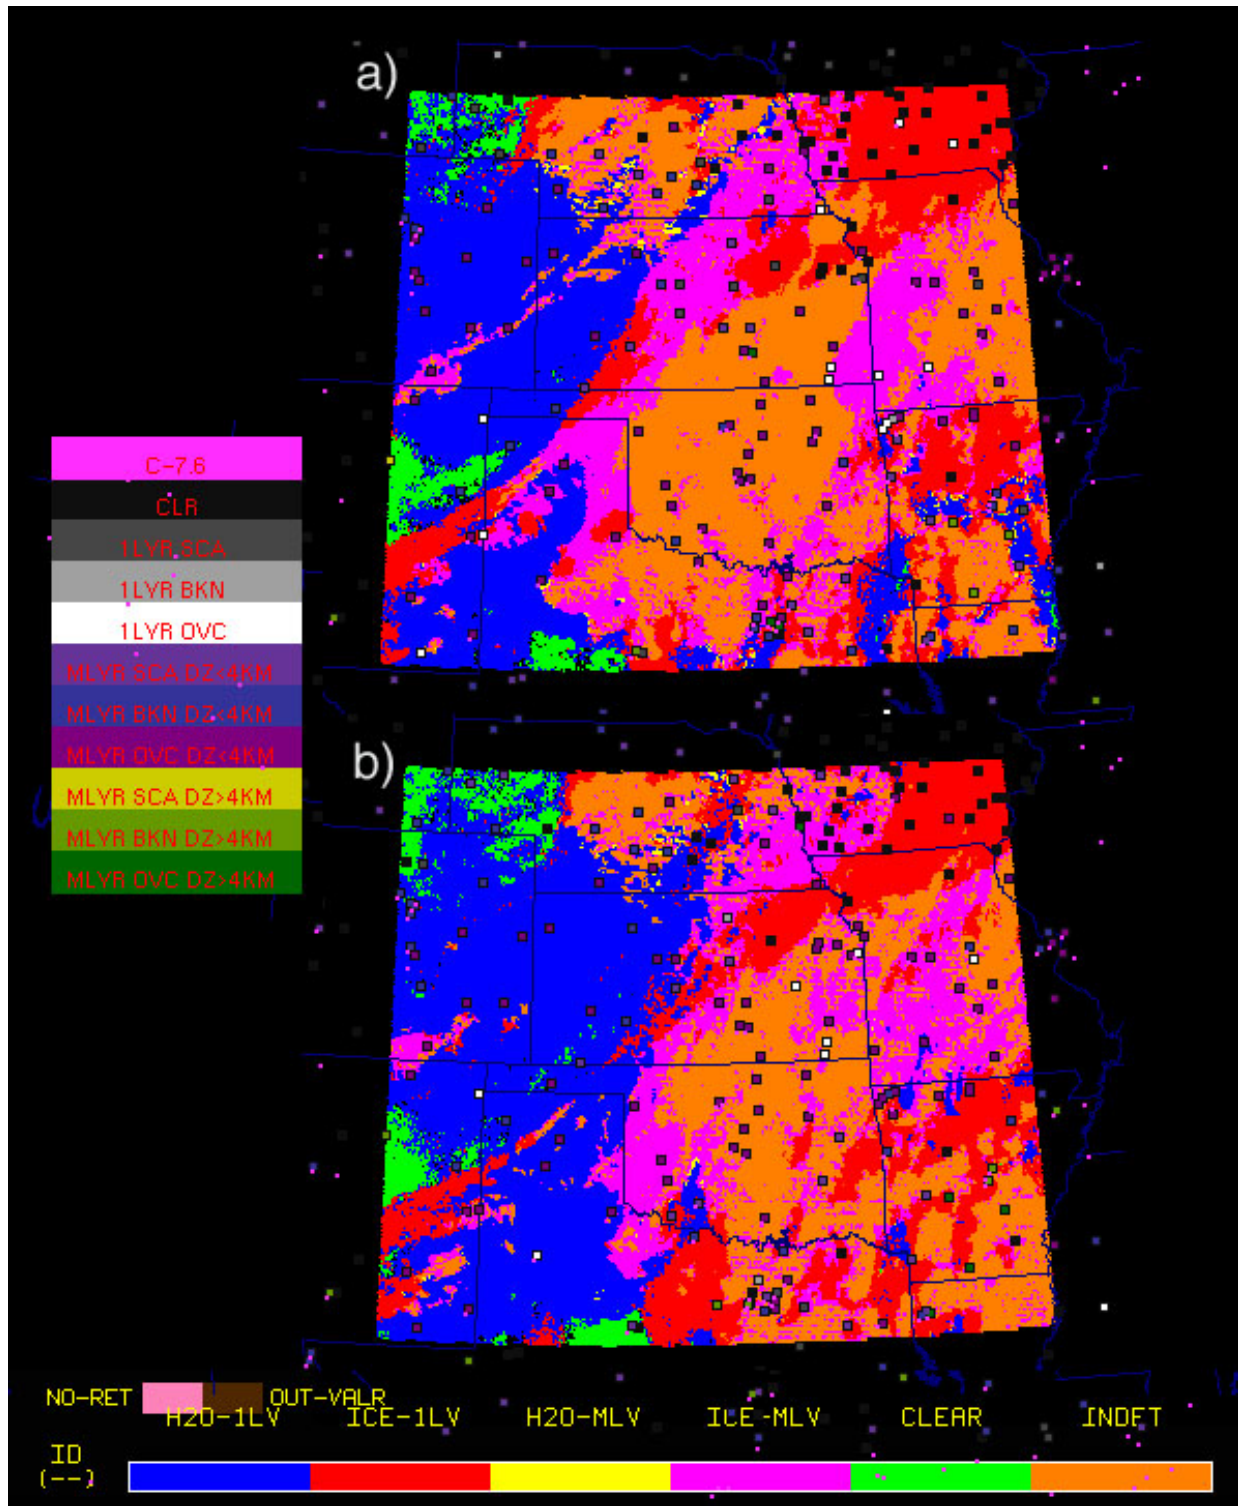 a)
C-7.6
CLR
1LYR SCA
1LYR BKN
1LYR OVC
MLYR SCA DZ<4KM
MLYR BKN DZ<4KM
MLYR OVC DZ<4KM
MLYR SCA DZ>4KM
MLYR BKN DZ>4KM
MLYR OVC DZ>4KM
b)
NO-RET OUT-VALR
H2O-1LV ICE-1LV H2O-MLV ICE-MLV CLEAR INDFT
ID
(--)